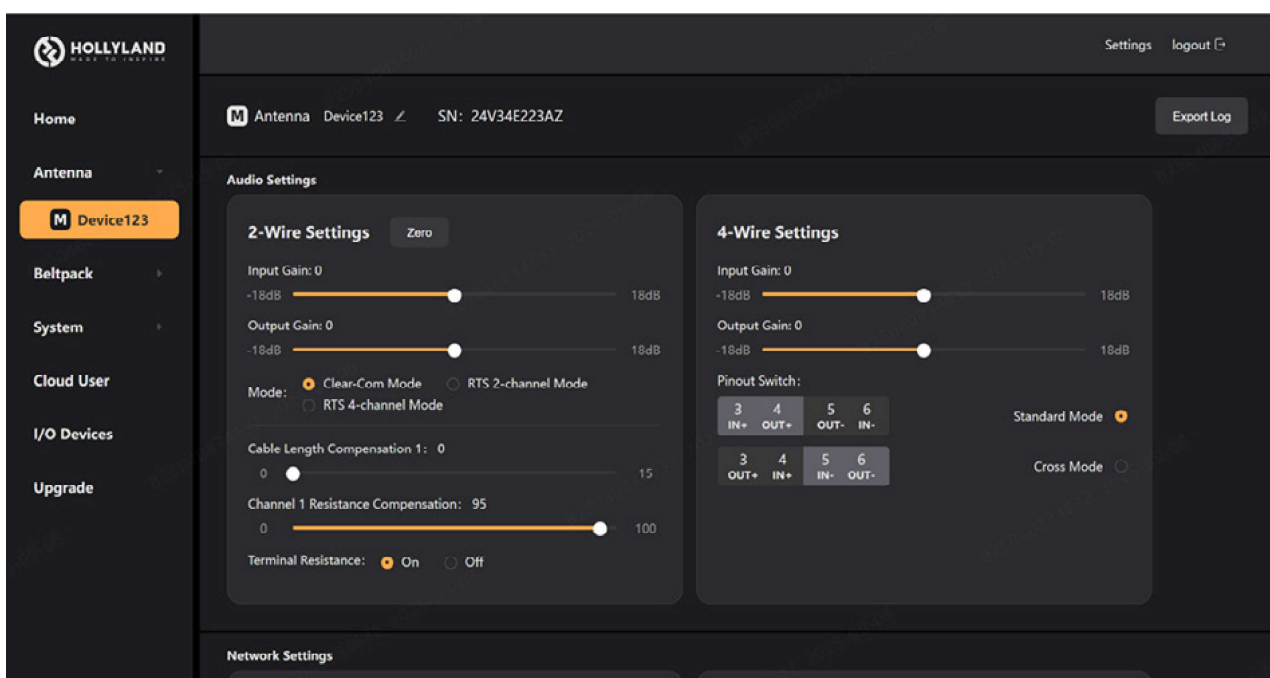 HOLLYLAND
MADE TO INSPIRE
Settings logout
Home
Antenna
M Device123
Beltpack
System
Cloud User
I/O Devices
Upgrade
M Antenna Device123 SN: 24V34E223AZ
Export Log
Audio Settings
2-Wire Settings Zero
Input Gain: 0
-18dB 18dB
Output Gain: 0
-18dB 18dB
Mode: Clear-Com Mode RTS 2-channel Mode
RTS 4-channel Mode
Cable Length Compensation 1: 0
0 15
Channel 1 Resistance Compensation: 95
0 100
Terminal Resistance: On Off
4-Wire Settings
Input Gain: 0
-18dB 18dB
Output Gain: 0
-18dB 18dB
Pinout Switch:
3 4 5 6
IN+ OUT+ OUT- IN-
Standard Mode
3 4 5 6
OUT+ IN+ IN- OUT-
Cross Mode
Network Settings